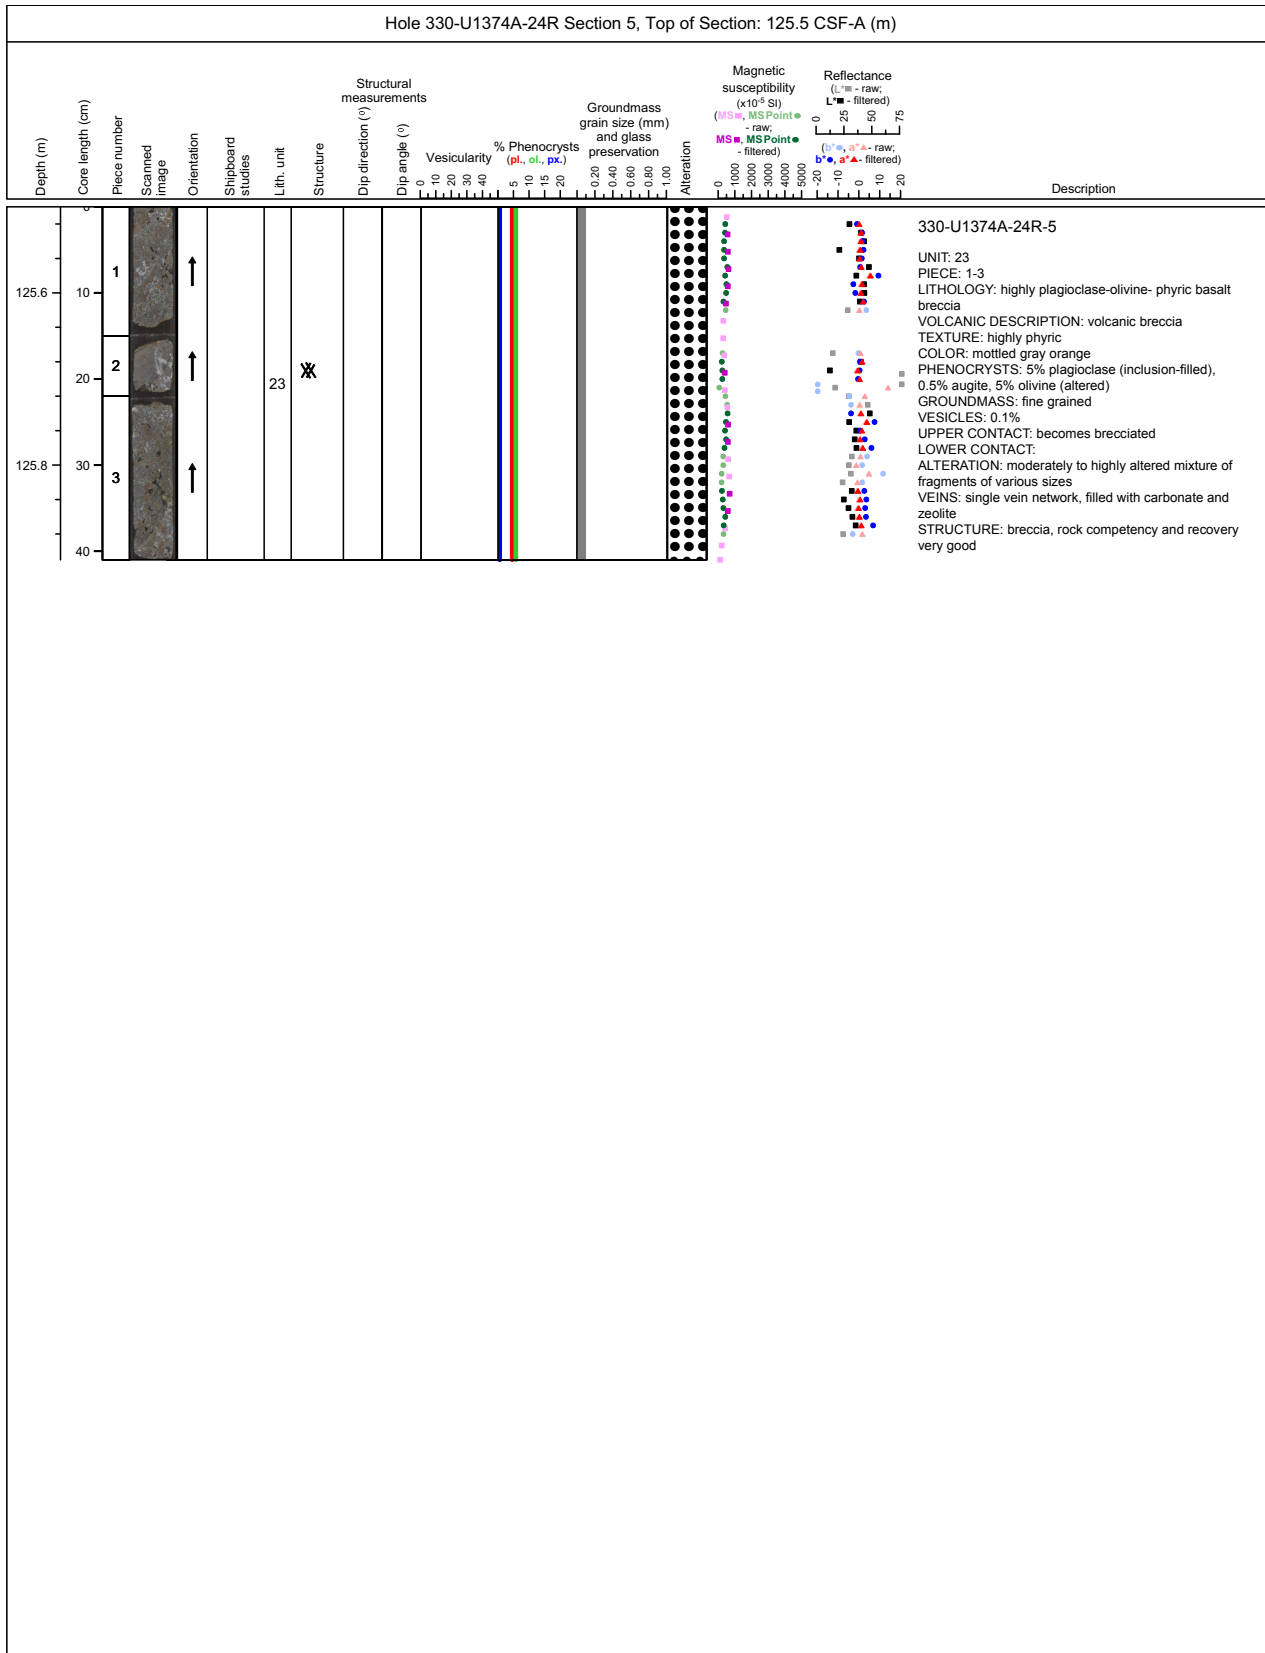 Hole 330-U1374A-24R Section 5, Top of Section: 125.5 CSF-A (m)
Depth (m)
Core length (cm)
Piece number
Scanned
image
Orientation
Shipboard
studies
Lith. unit
Structure
Structural
measurements
Dip direction (º)
Dip angle (º)
Vesicularity
0 10 20 30 40
% Phenocrysts
(pl., ol., px.)
5 10 15 20
Groundmass
grain size (mm)
and glass
preservation
0.20 0.40 0.60 0.80 1.00
Alteration
Magnetic
susceptibility
(x10⁻⁵ SI)
(MS■, MSPoint●
- raw;
MS■, MSPoint●
- filtered)
0 1000 2000 3000 4000 5000
Reflectance
(L*■ - raw;
L*■ - filtered)
0 25 50 75
(b*●, a*▲- raw;
b*●, a*▲- filtered)
-20 -10 0 10 20
Description
0
125.6
10
20
125.8
30
40
1
2
3
23
330-U1374A-24R-5
UNIT: 23
PIECE: 1-3
LITHOLOGY: highly plagioclase-olivine- phyric basalt
breccia
VOLCANIC DESCRIPTION: volcanic breccia
TEXTURE: highly phyric
COLOR: mottled gray orange
PHENOCRYSTS: 5% plagioclase (inclusion-filled),
0.5% augite, 5% olivine (altered)
GROUNDMASS: fine grained
VESICLES: 0.1%
UPPER CONTACT: becomes brecciated
LOWER CONTACT:
ALTERATION: moderately to highly altered mixture of
fragments of various sizes
VEINS: single vein network, filled with carbonate and
zeolite
STRUCTURE: breccia, rock competency and recovery
very good